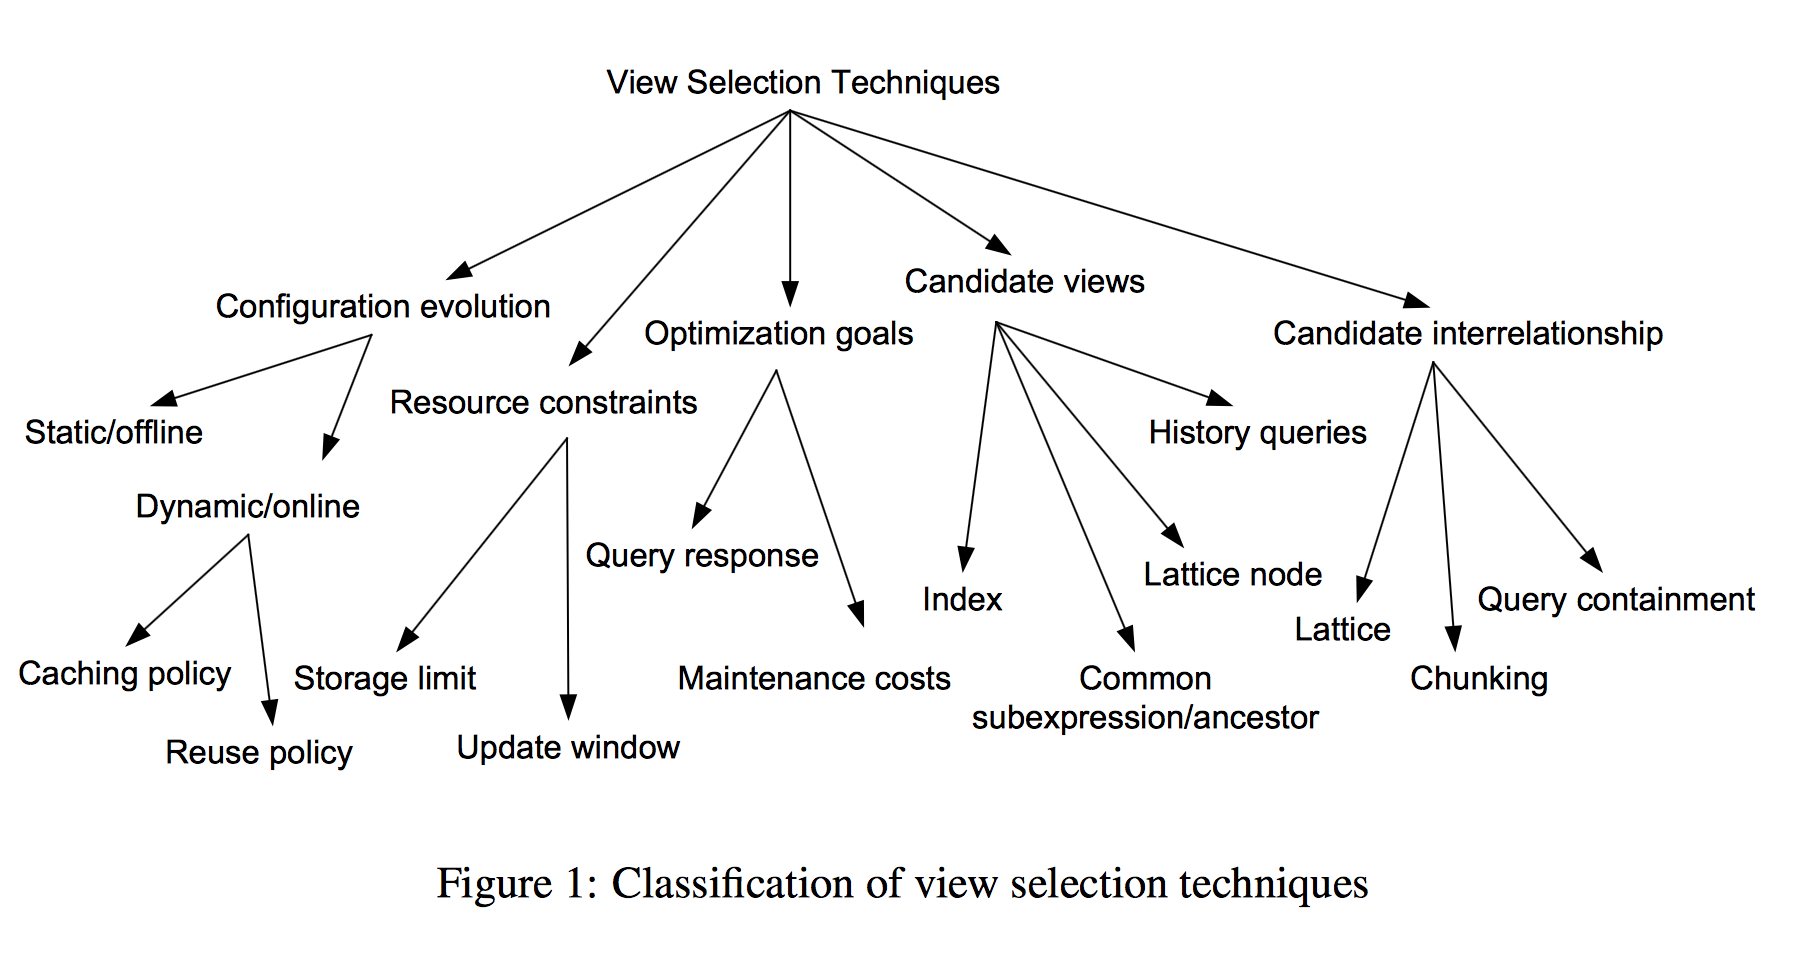 View Selection Techniques
Candidate views
Configuration evolution
Optimization goals
Candidate interrelationship
Resource constraints
Static/offline
History queries
Dynamic/online
Query response
Lattice node
Index
Query containment
Lattice
Caching policy
Storage limit
Maintenance costs
Common
subexpression/ancestor
Chunking
Reuse policy
Update window
Figure 1: Classification of view selection techniques